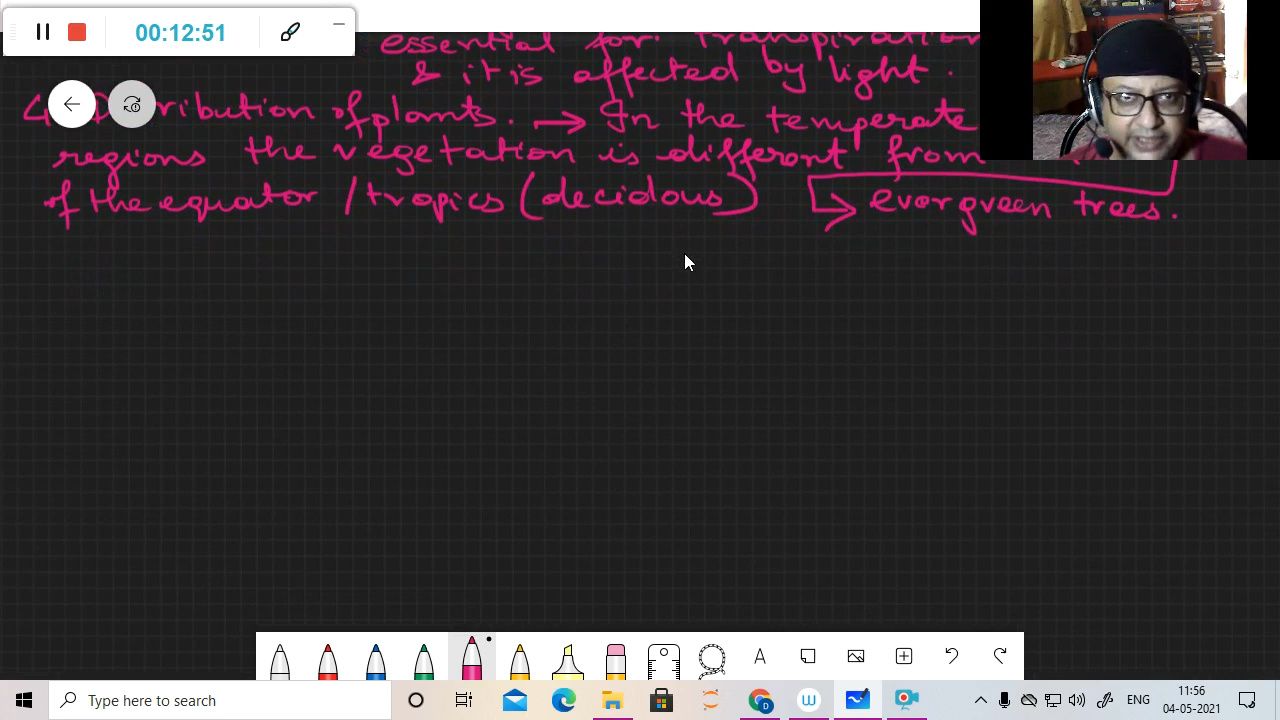 00:12:51
essential for transpiration
& it is affected by light.
4. Distribution of plants. → In the temperate
regions the vegetation is different from
of the equator / tropics (decidous) ↳ evergreen trees.
A
Type here to search
ENG
11:56
04-05-2021